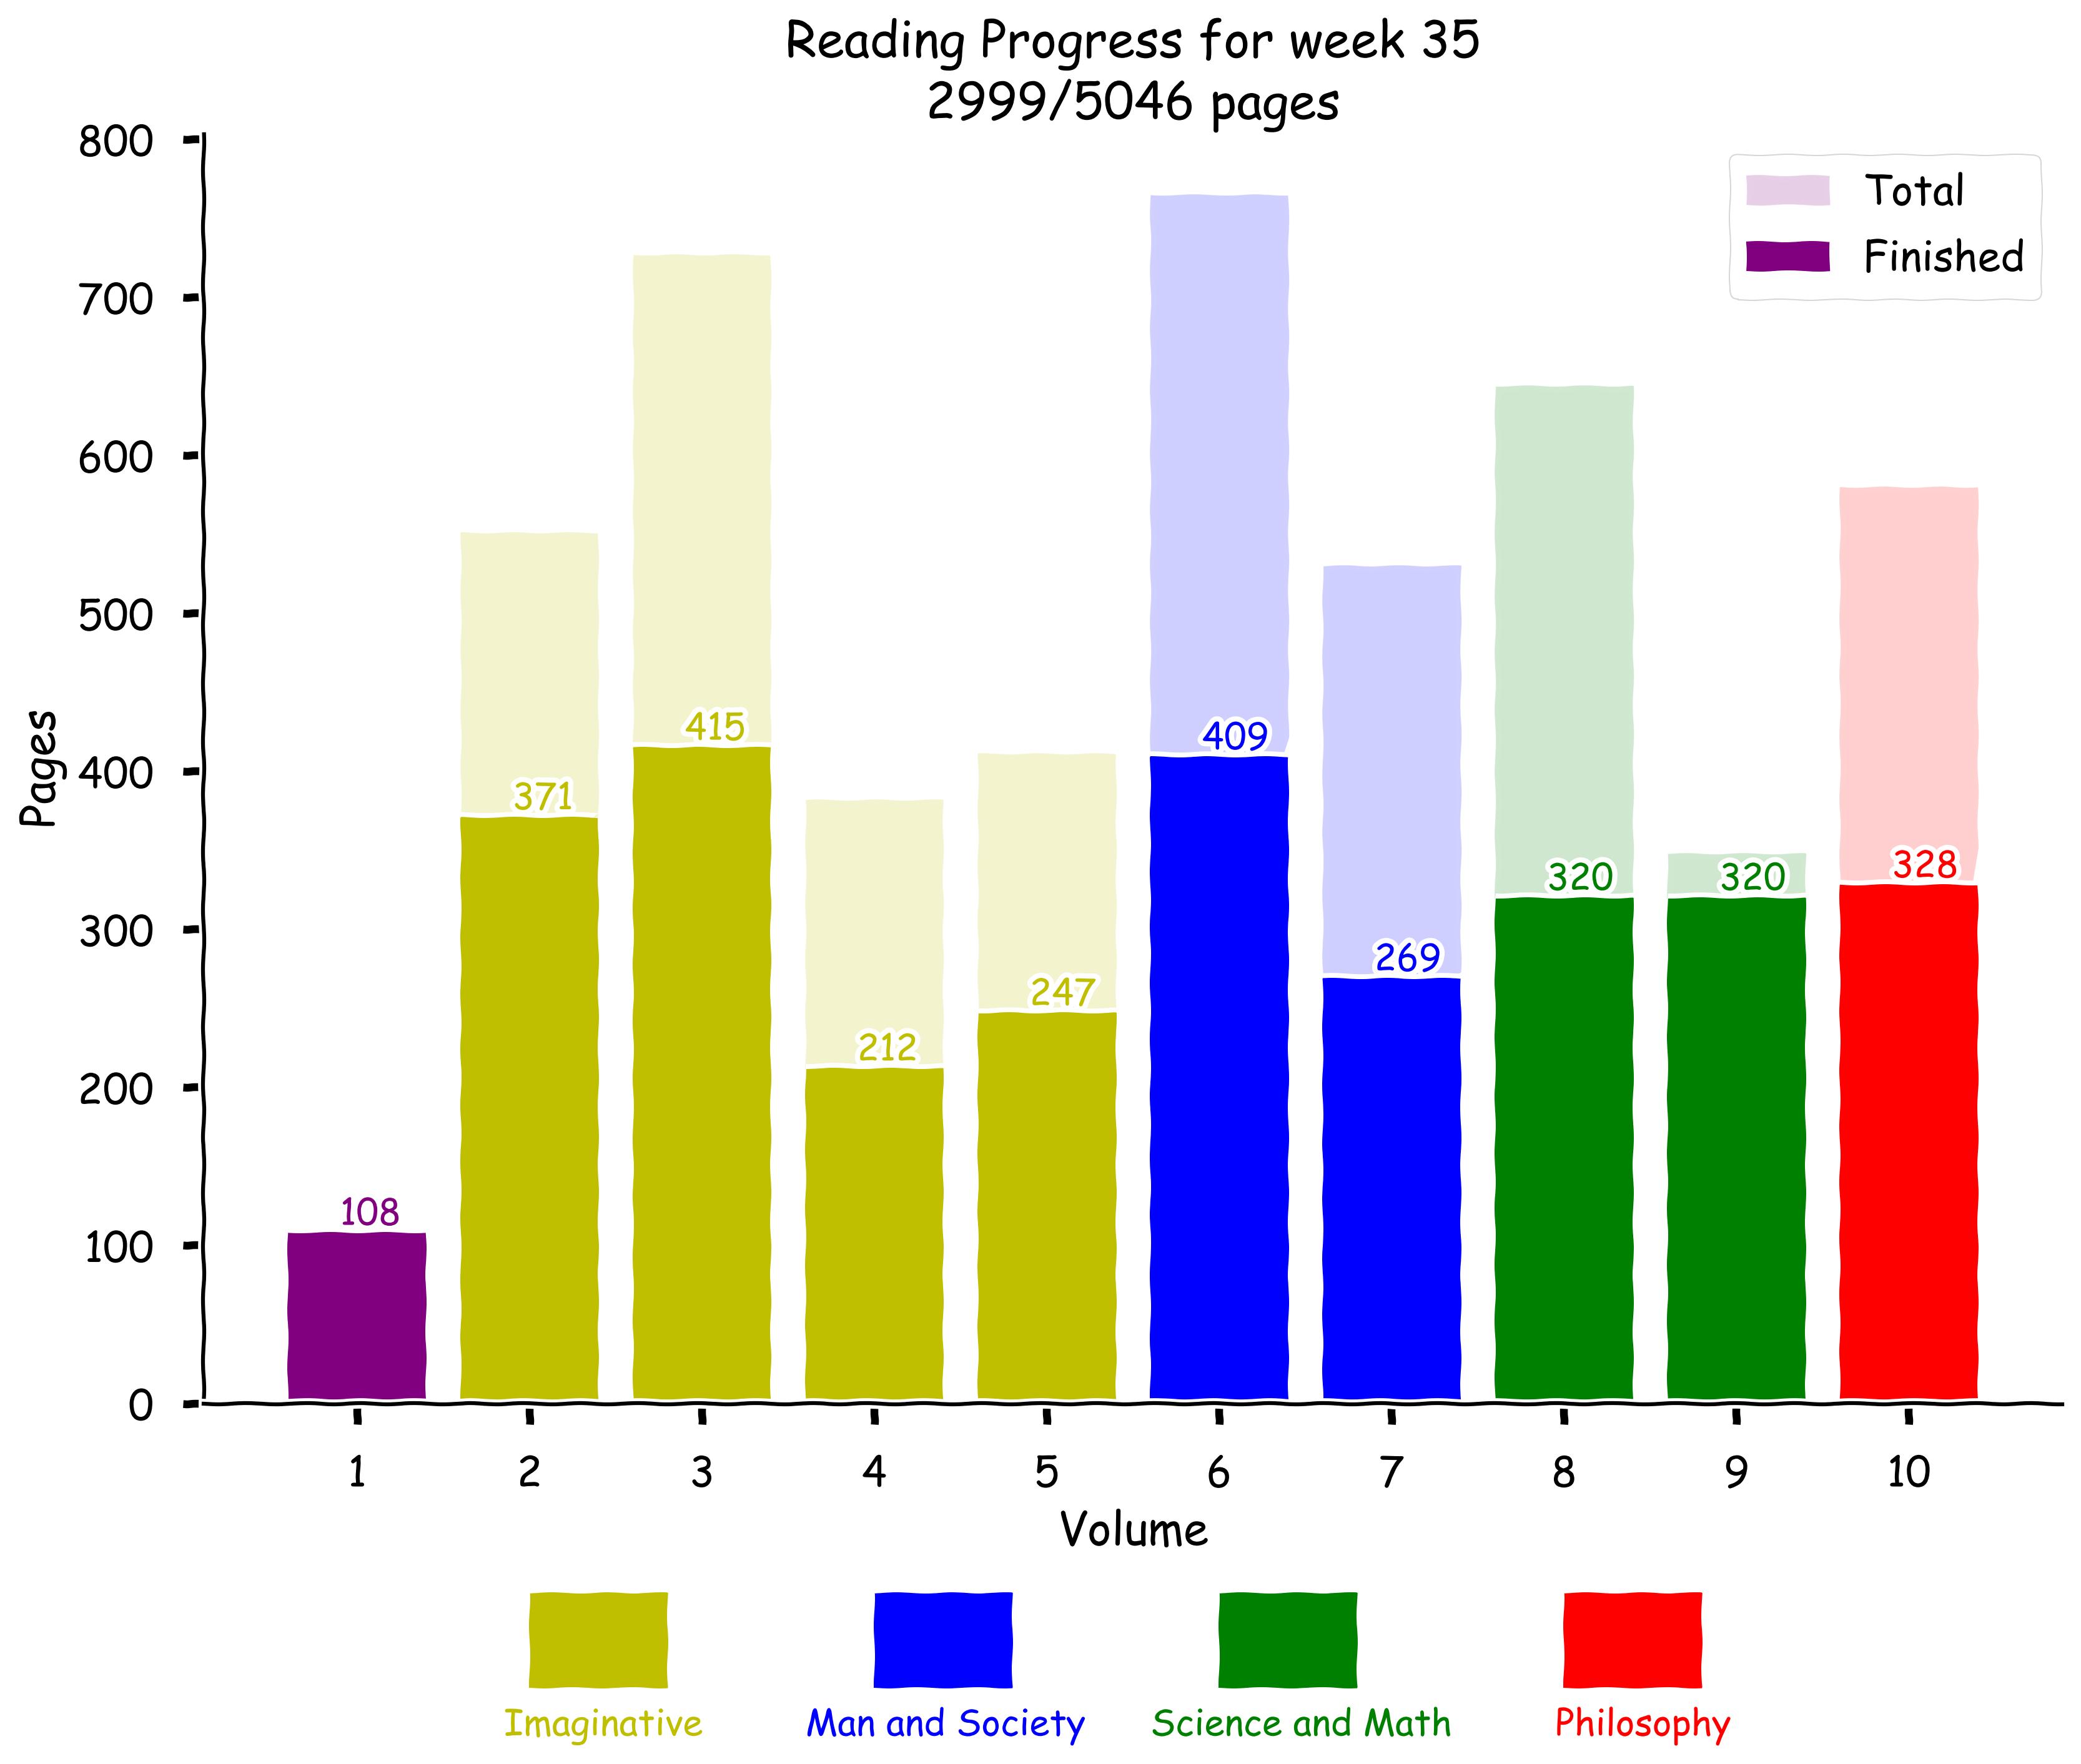 Reading Progress for week 35
2999/5046 pages
Total
Finished
800
700
600
500
400
300
200
100
0
Pages
108
371
415
212
247
409
269
320
320
328
1 2 3 4 5 6 7 8 9 10
Volume
Imaginative Man and Society Science and Math Philosophy